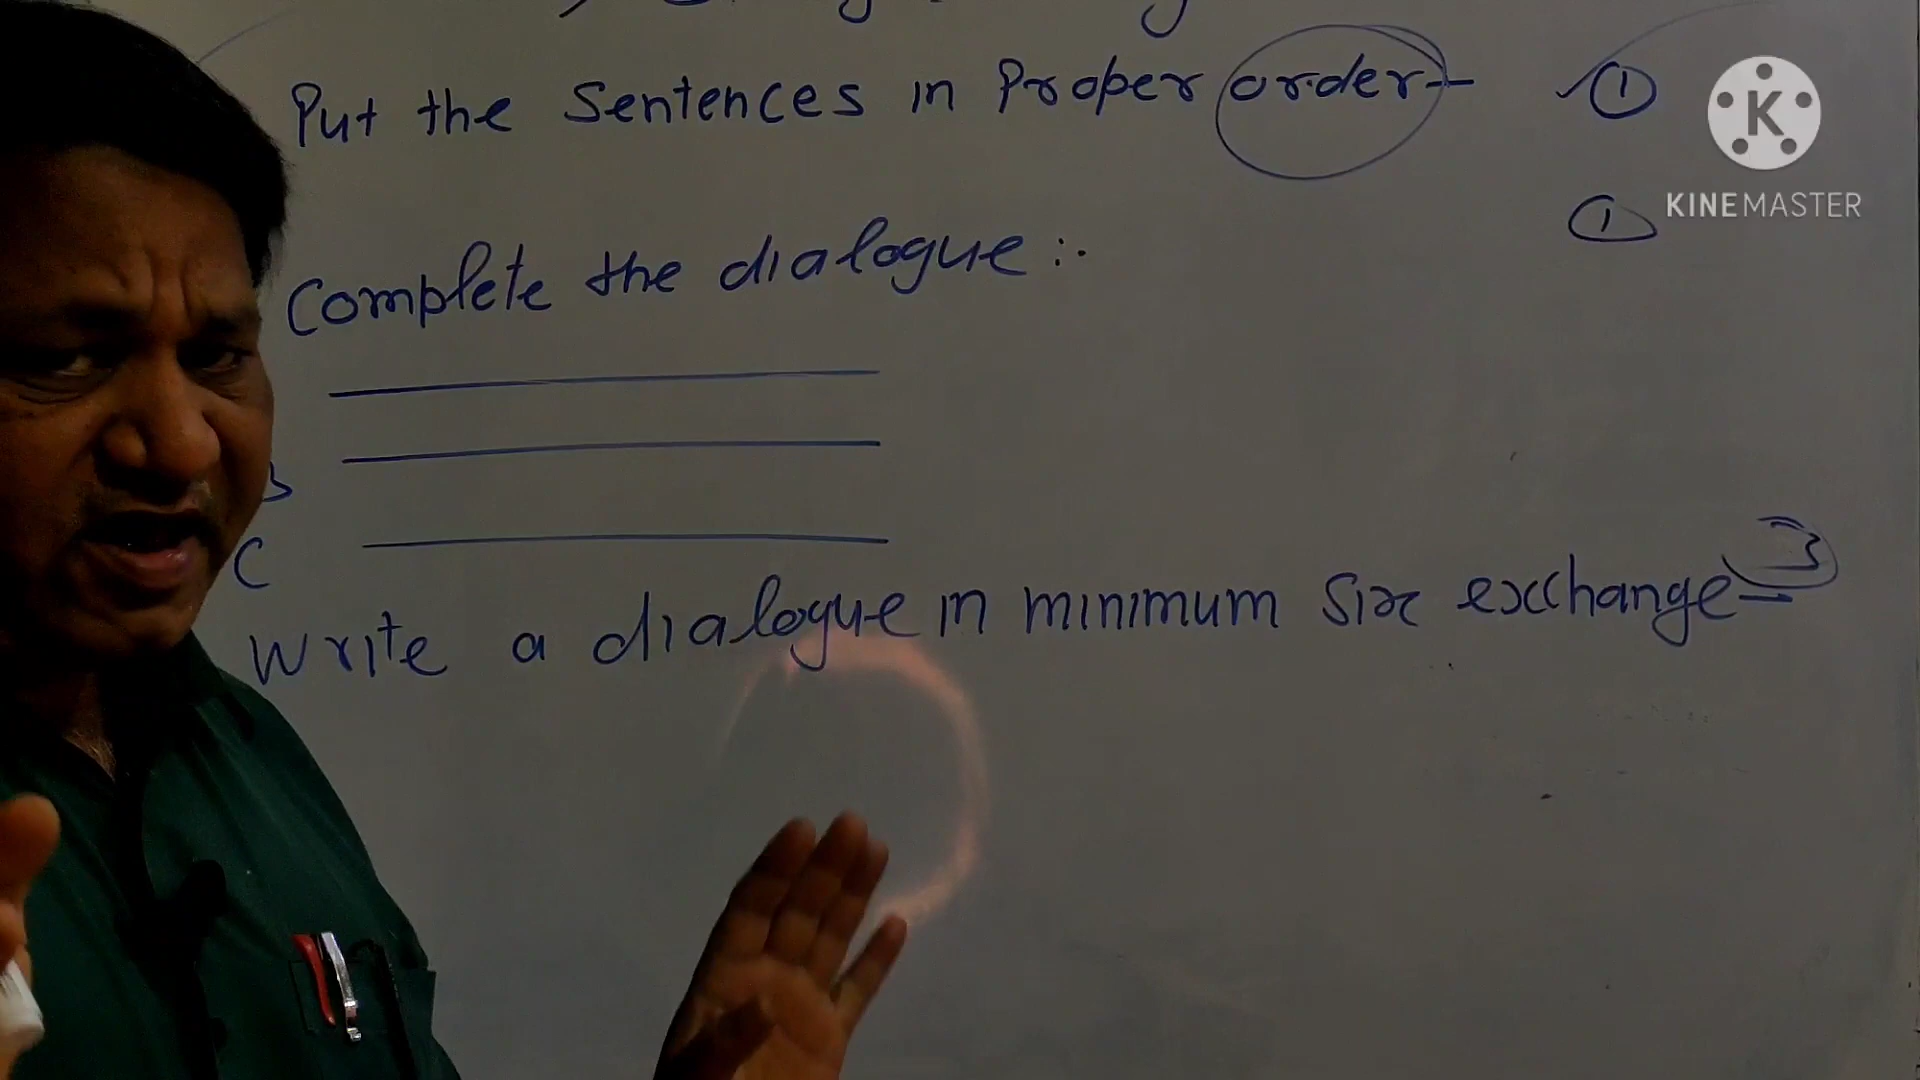 Put the Sentences in Proper order- ①
K
KINEMASTER
①
Complete the dialogue :-
B
C
Write a dialogue in minimum Six exchange- 3